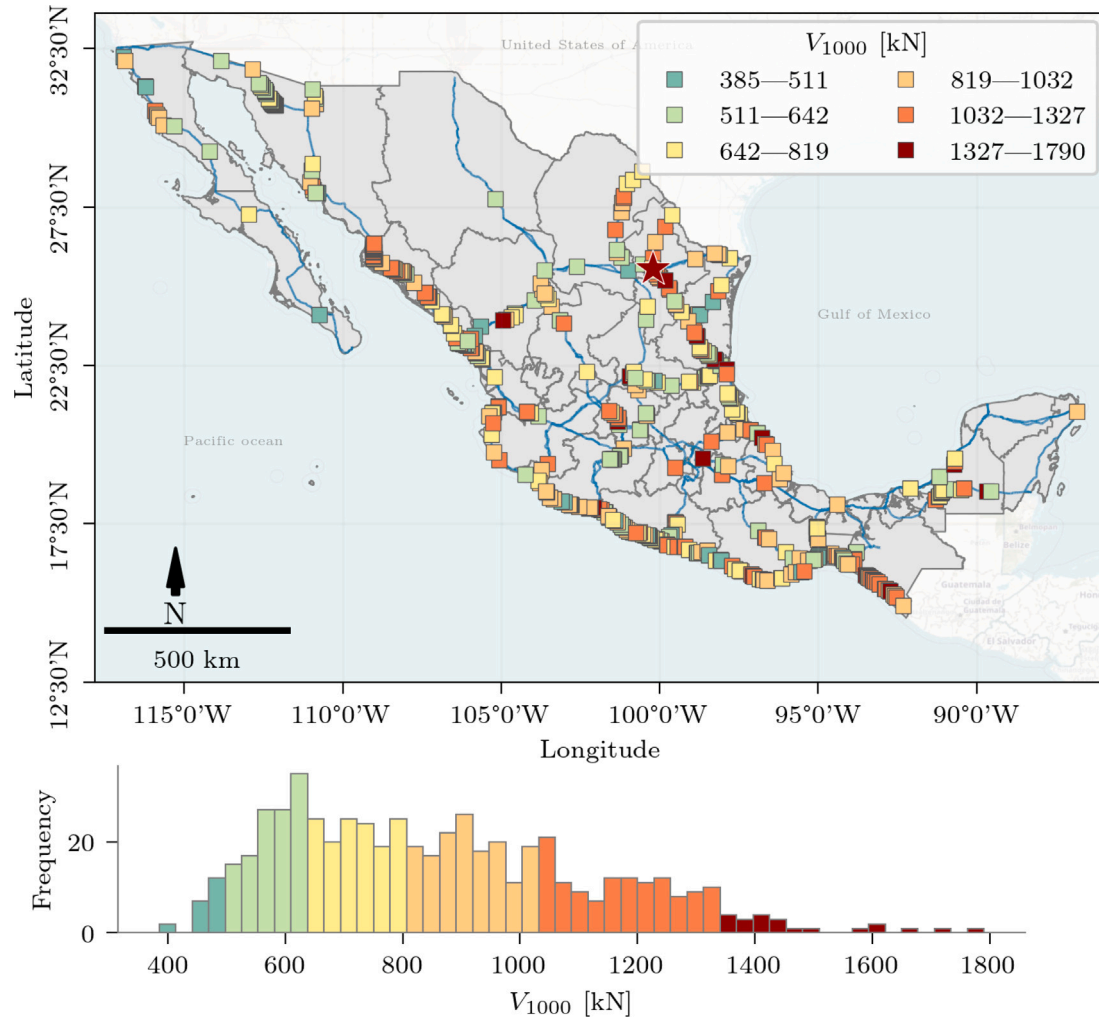 United States of America
V1000 [kN]
385—511
511—642
642—819
819—1032
1032—1327
1327—1790
Gulf of Mexico
Pacific ocean
Guatemala
El Salvador
N
500 km
32°30'N
27°30'N
22°30'N
17°30'N
12°30'N
Latitude
115°0'W
110°0'W
105°0'W
100°0'W
95°0'W
90°0'W
Longitude
Frequency
20
0
400
600
800
1000
1200
1400
1600
1800
V1000 [kN]